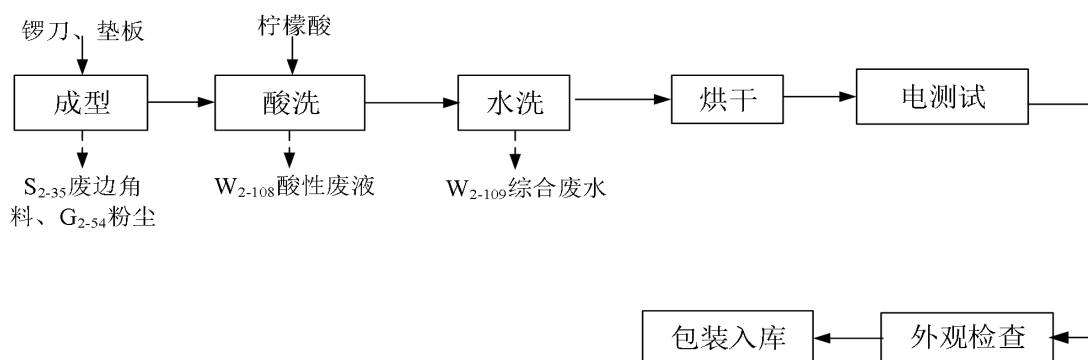 锣刀、垫板
柠檬酸
成型
酸洗
水洗
烘干
电测试
S2-35废边角
料、G2-54粉尘
W2-108酸性废液
W2-109综合废水
包装入库
外观检查